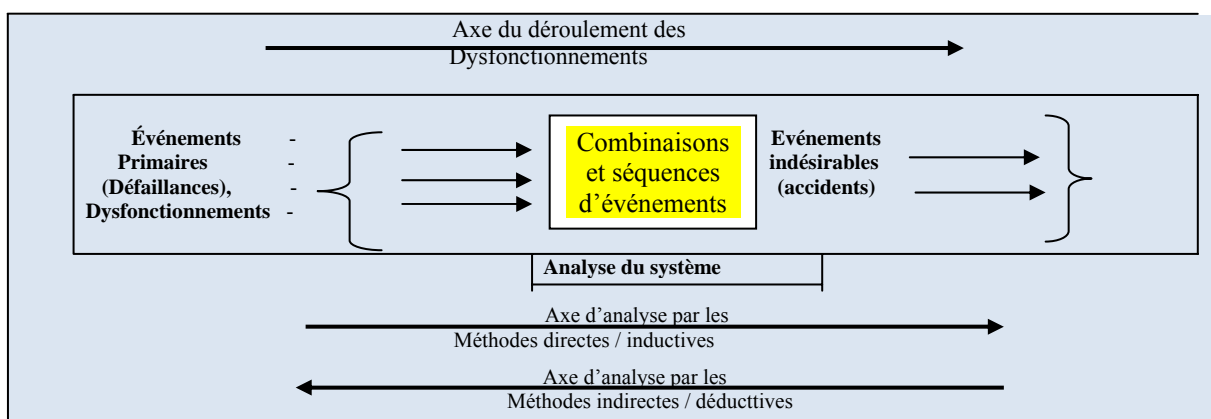 Axe du déroulement des
Dysfonctionnements
Événements -
Primaires -
(Défaillances), -
Dysfonctionnements -
Combinaisons
et séquences
d’événements
Evénements
indésirables
(accidents)
Analyse du système
Axe d’analyse par les
Méthodes directes / inductives
Axe d’analyse par les
Méthodes indirectes / déducttives